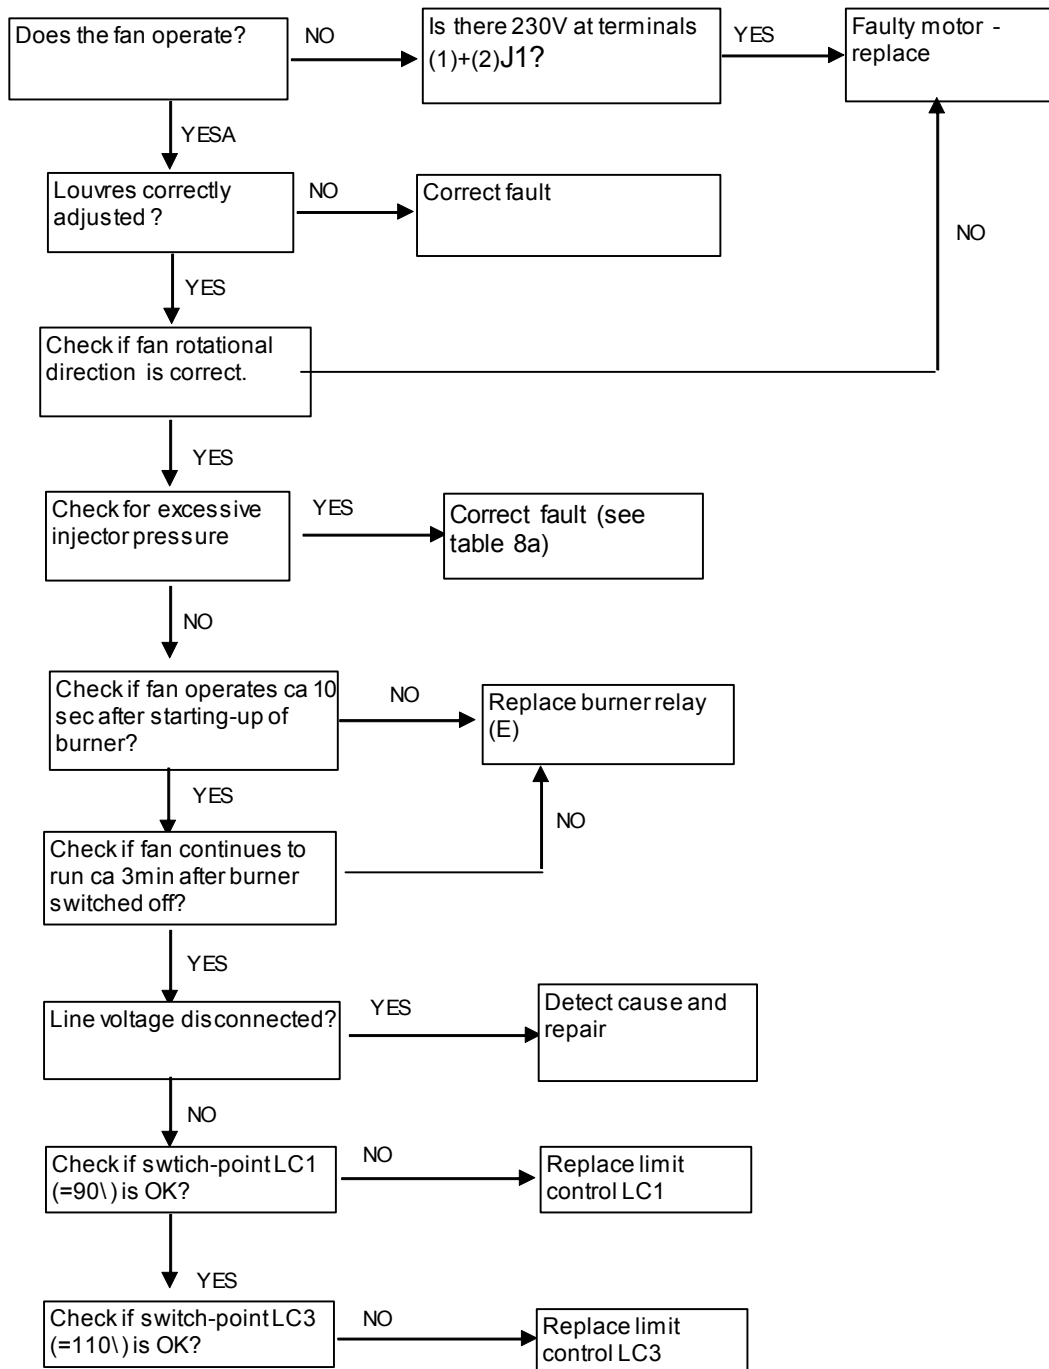 Does the fan operate?
NO
Is there 230V at terminals
(1)+(2)J1?
YES
Faulty motor -
replace
YESA
Louvres correctly
adjusted ?
NO
Correct fault
NO
YES
Check if fan rotational
direction is correct.
YES
Check for excessive
injector pressure
YES
Correct fault (see
table 8a)
NO
Check if fan operates ca 10
sec after starting-up of
burner?
NO
Replace burner relay
(E)
YES
NO
Check if fan continues to
run ca 3min after burner
switched off?
YES
Line voltage disconnected?
YES
Detect cause and
repair
NO
Check if swtich-point LC1
(=90\) is OK?
NO
Replace limit
control LC1
YES
Check if switch-point LC3
(=110\) is OK?
NO
Replace limit
control LC3